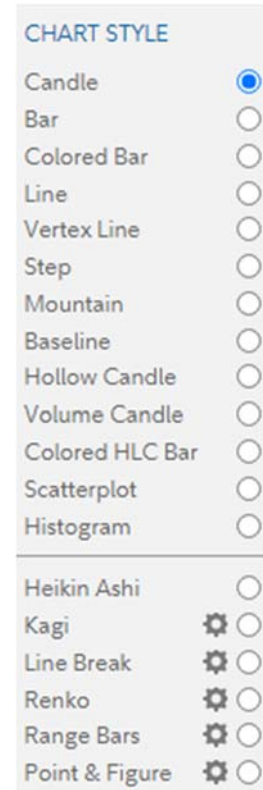 CHART STYLE
Candle
Bar
Colored Bar
Line
Vertex Line
Step
Mountain
Baseline
Hollow Candle
Volume Candle
Colored HLC Bar
Scatterplot
Histogram
Heikin Ashi
Kagi
Line Break
Renko
Range Bars
Point & Figure